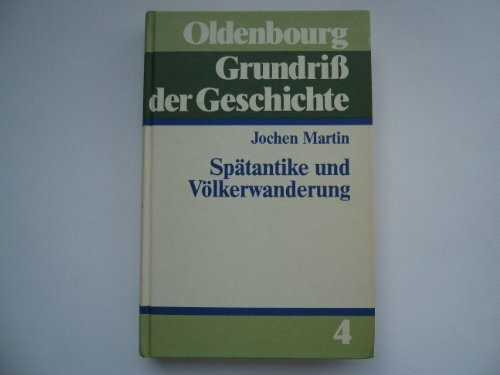 Oldenbourg
Grundriß
der Geschichte
Jochen Martin
Spätantike und
Völkerwanderung
4